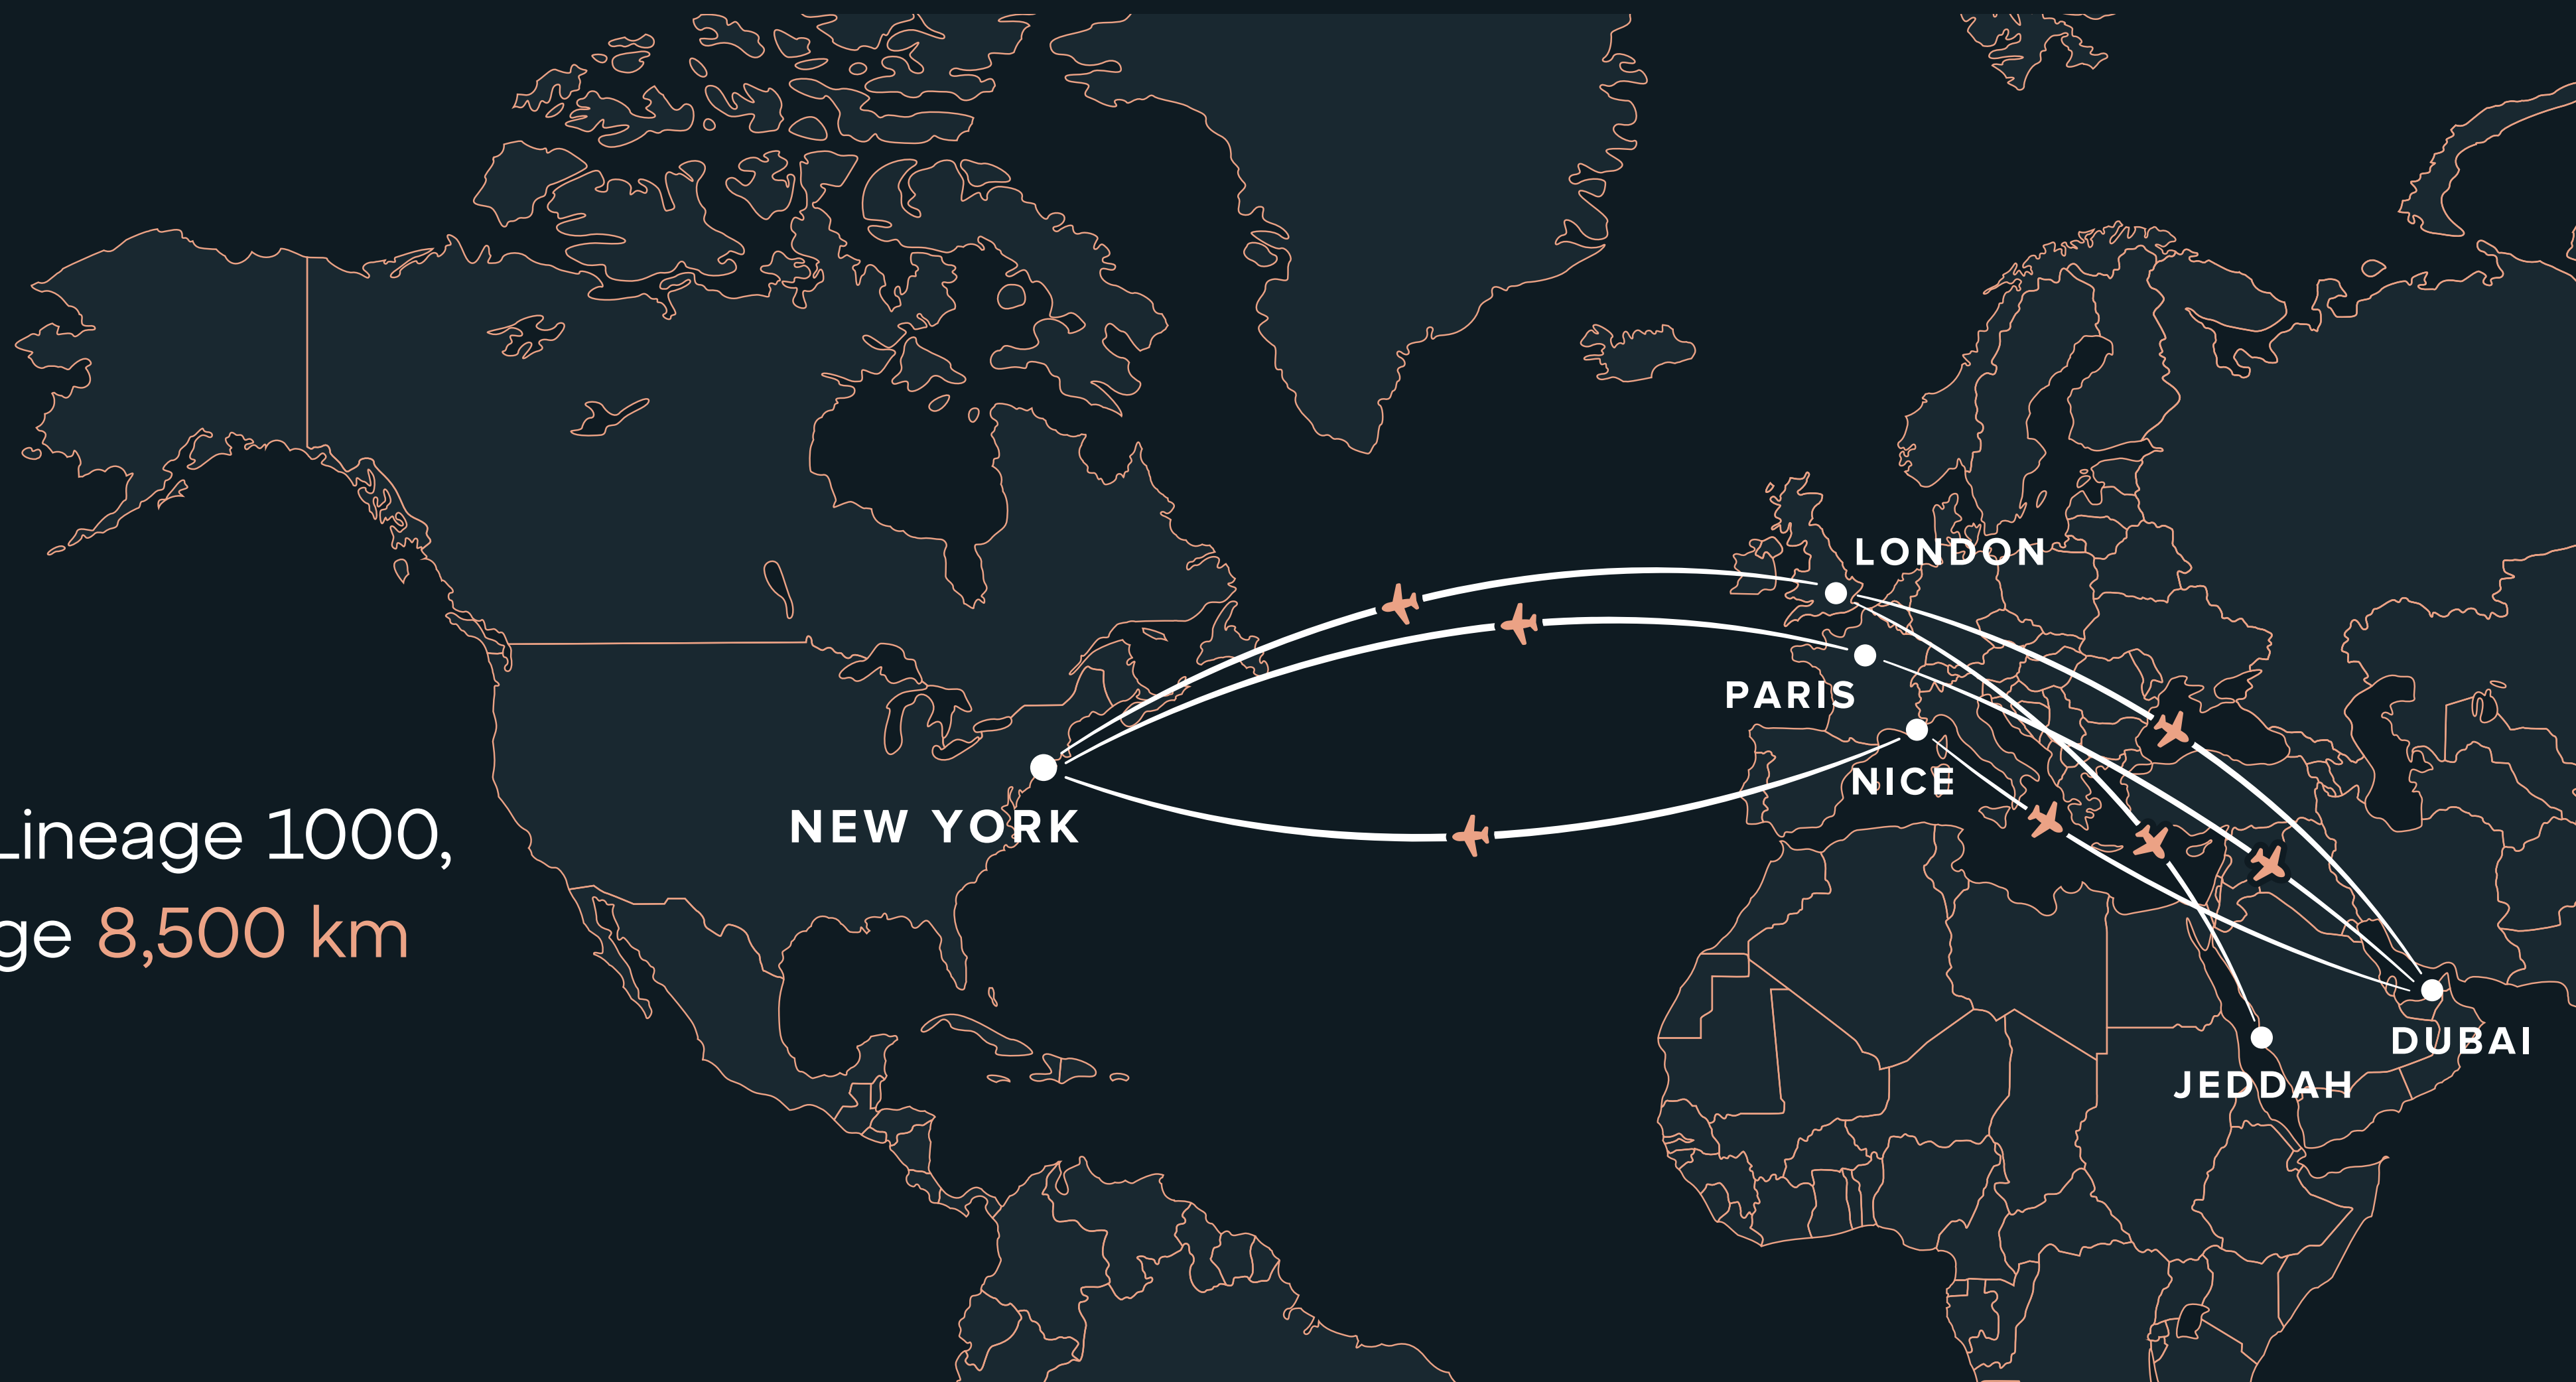 LONDON
PARIS
NICE
NEW YORK
Lineage 1000,
ge 8,500 km
DUBAI
JEDDAH